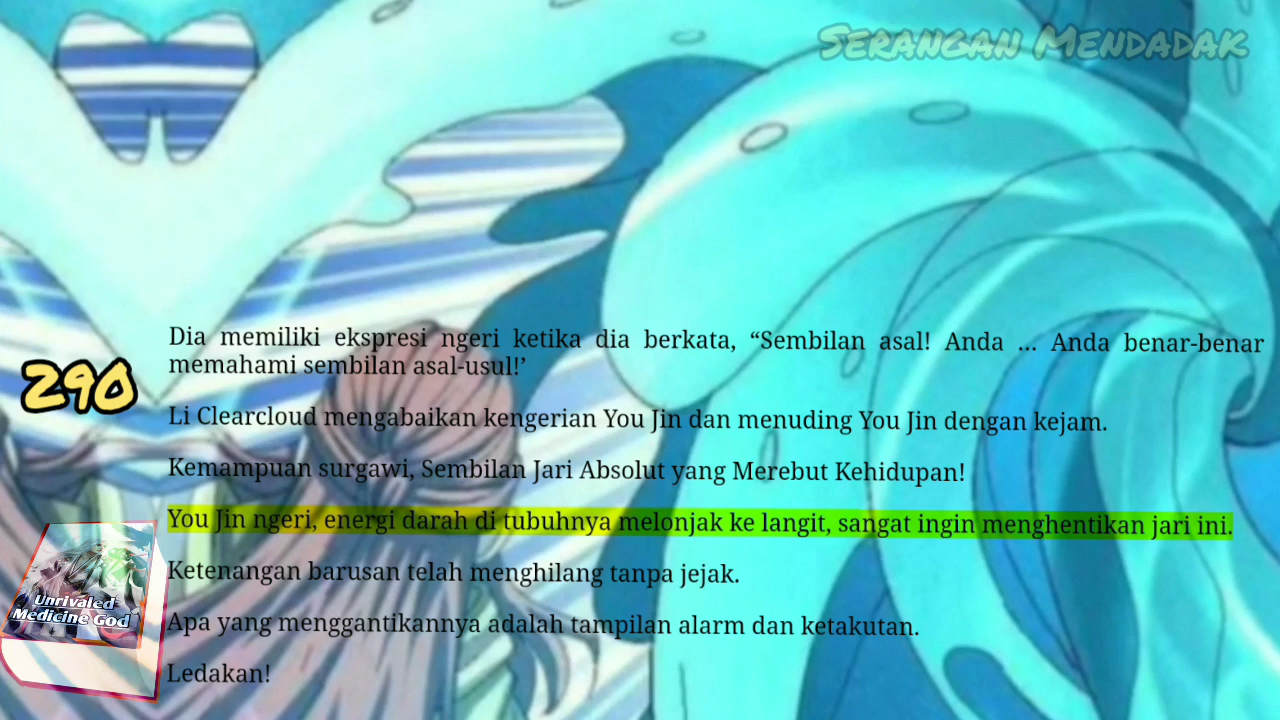 Serangan Mendadak
Dia memiliki ekspresi ngeri ketika dia berkata, “Sembilan asal! Anda ... Anda benar-benar
memahami sembilan asal-usul!’
290
Li Clearcloud mengabaikan kengerian You Jin dan menuding You Jin dengan kejam.
Kemampuan surgawi, Sembilan Jari Absolut yang Merebut Kehidupan!
You Jin ngeri, energi darah di tubuhnya melonjak ke langit, sangat ingin menghentikan jari ini.
Ketenangan barusan telah menghilang tanpa jejak.
Unrivaled
Medicine God
Apa yang menggantikannya adalah tampilan alarm dan ketakutan.
Ledakan!